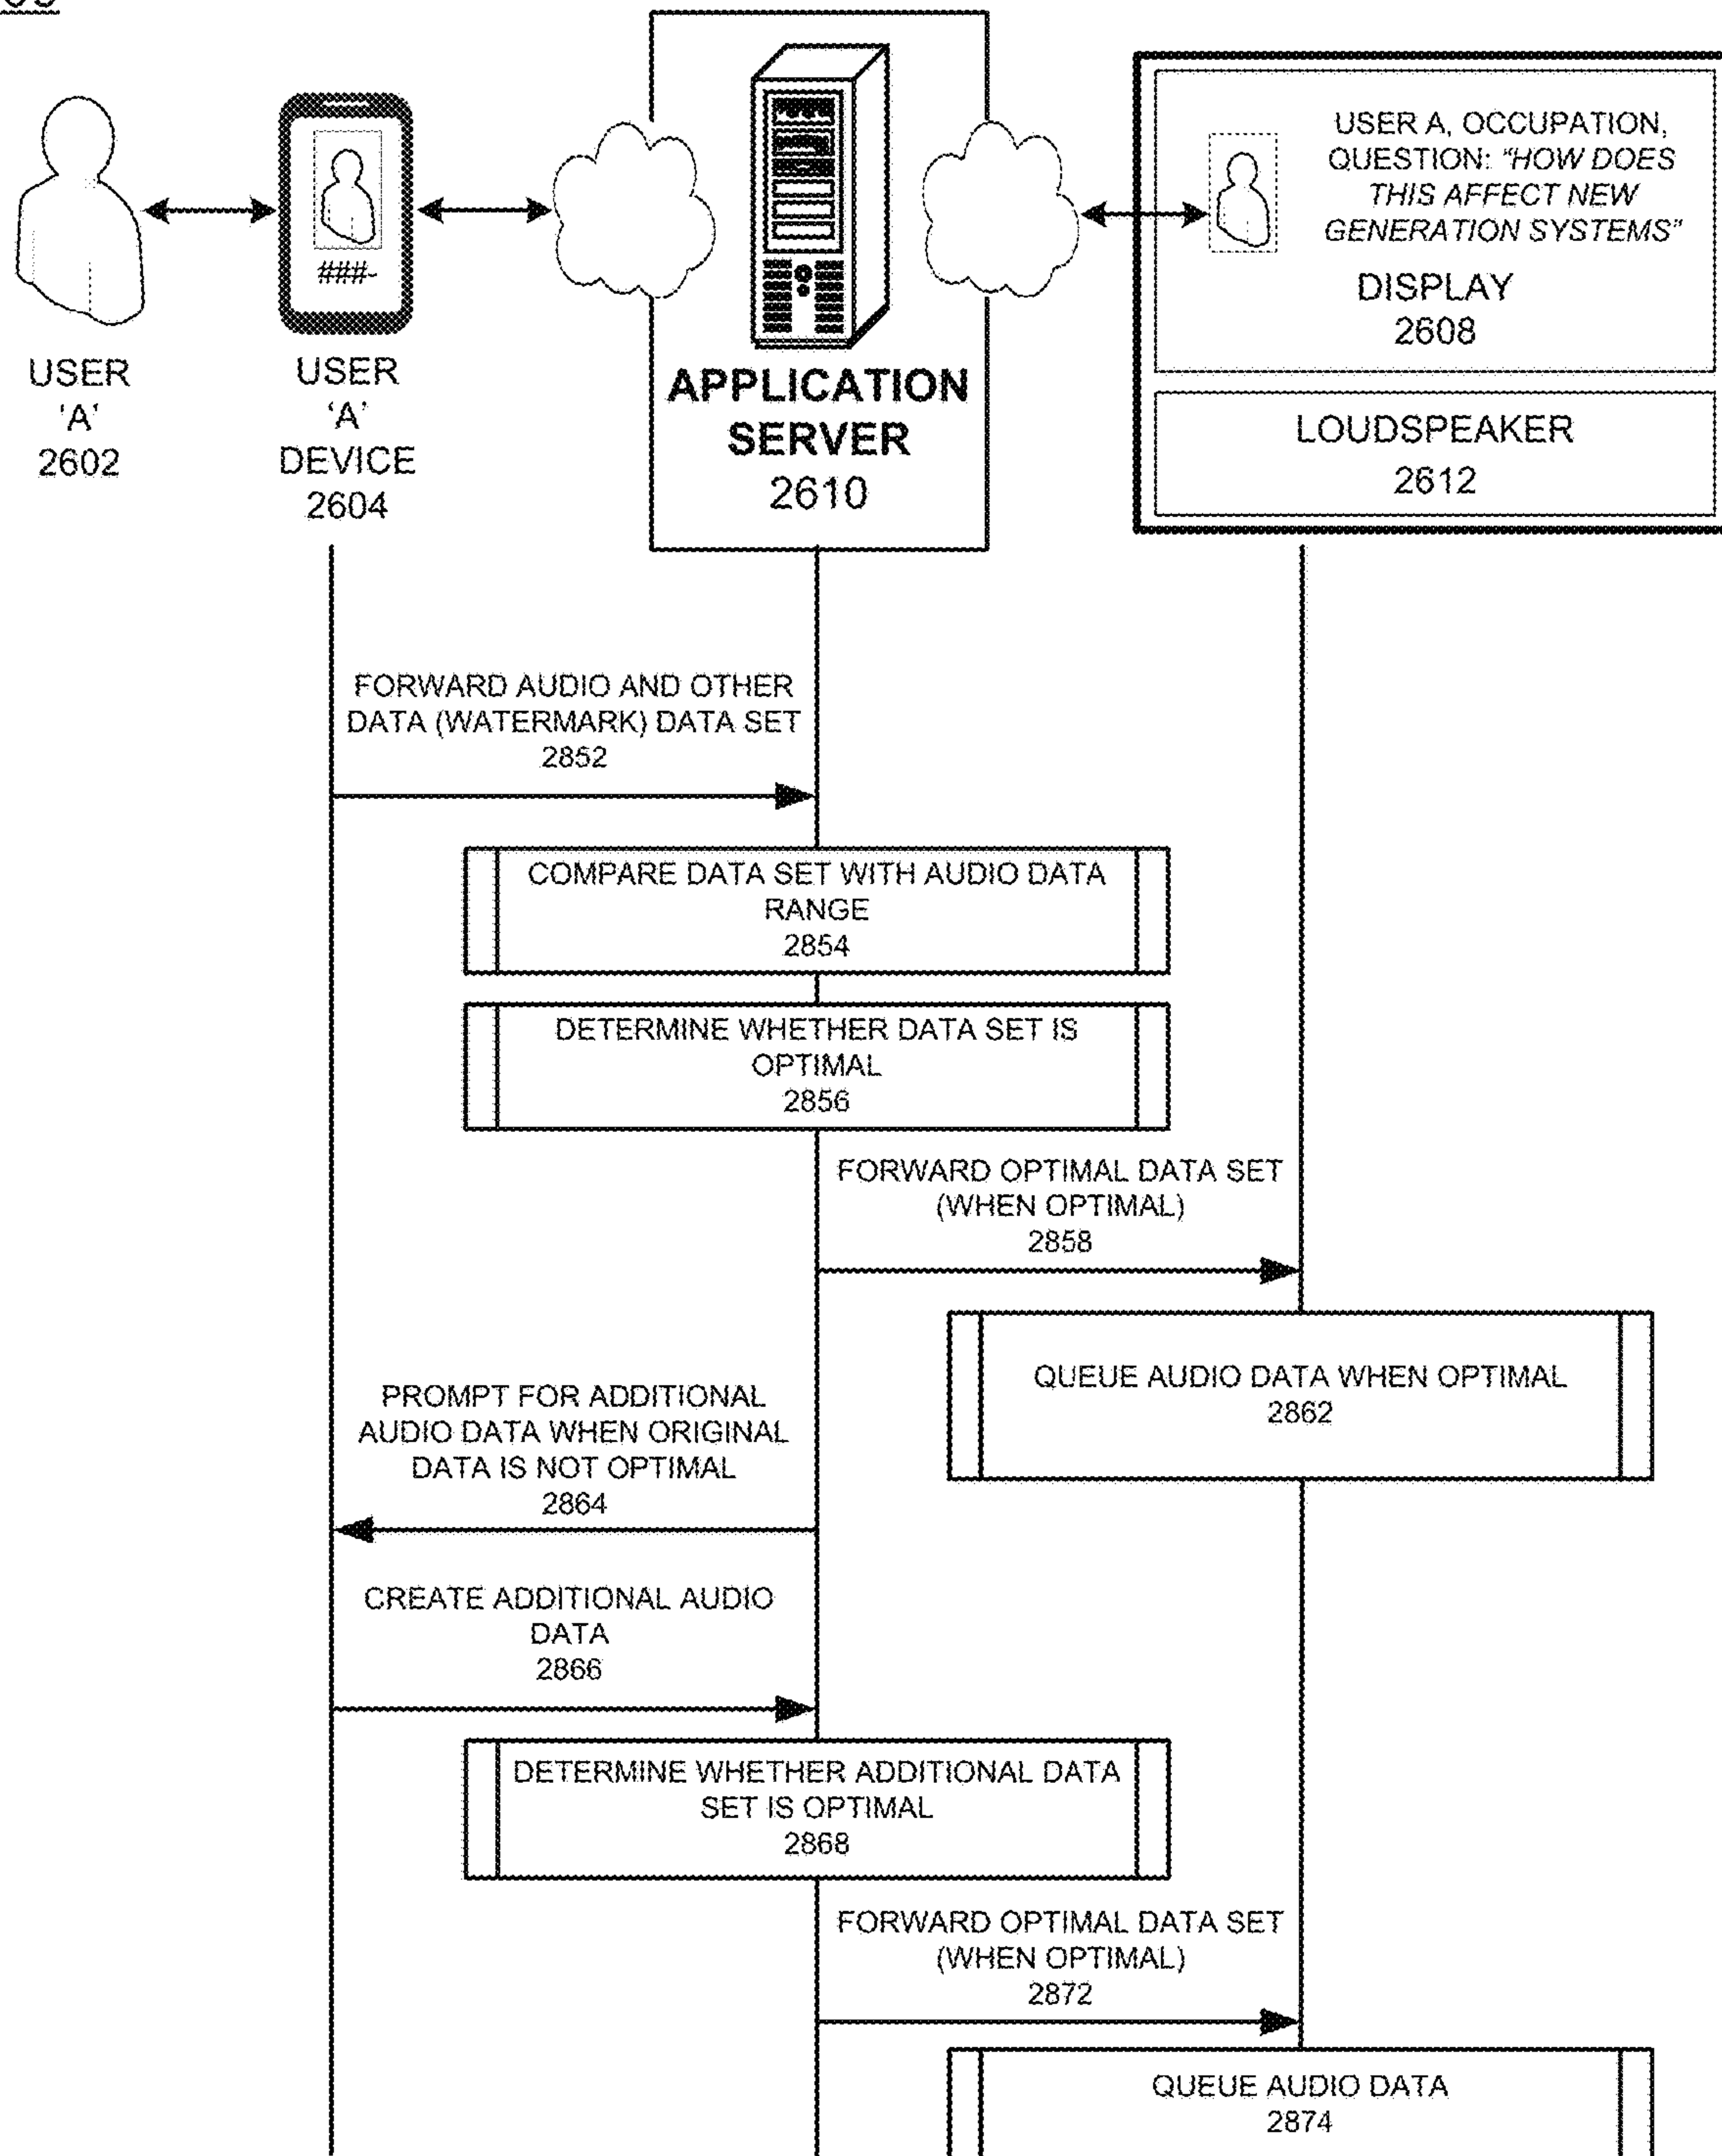 USER
'A'
2602
USER
'A'
DEVICE
2604
###-
APPLICATION
SERVER
2610
USER A, OCCUPATION,
QUESTION: "HOW DOES
THIS AFFECT NEW
GENERATION SYSTEMS"
DISPLAY
2608
LOUDSPEAKER
2612
FORWARD AUDIO AND OTHER
DATA (WATERMARK) DATA SET
2852
COMPARE DATA SET WITH AUDIO DATA
RANGE
2854
DETERMINE WHETHER DATA SET IS
OPTIMAL
2856
FORWARD OPTIMAL DATA SET
(WHEN OPTIMAL)
2858
QUEUE AUDIO DATA WHEN OPTIMAL
2862
PROMPT FOR ADDITIONAL
AUDIO DATA WHEN ORIGINAL
DATA IS NOT OPTIMAL
2864
CREATE ADDITIONAL AUDIO
DATA
2866
DETERMINE WHETHER ADDITIONAL DATA
SET IS OPTIMAL
2868
FORWARD OPTIMAL DATA SET
(WHEN OPTIMAL)
2872
QUEUE AUDIO DATA
2874